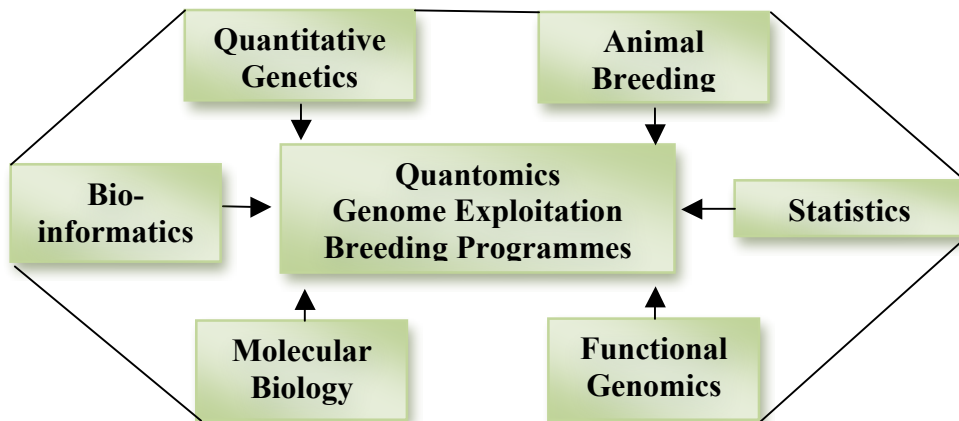 Quantitative
Genetics
Animal
Breeding
Bio-
informatics
Quantomics
Genome Exploitation
Breeding Programmes
Statistics
Molecular
Biology
Functional
Genomics